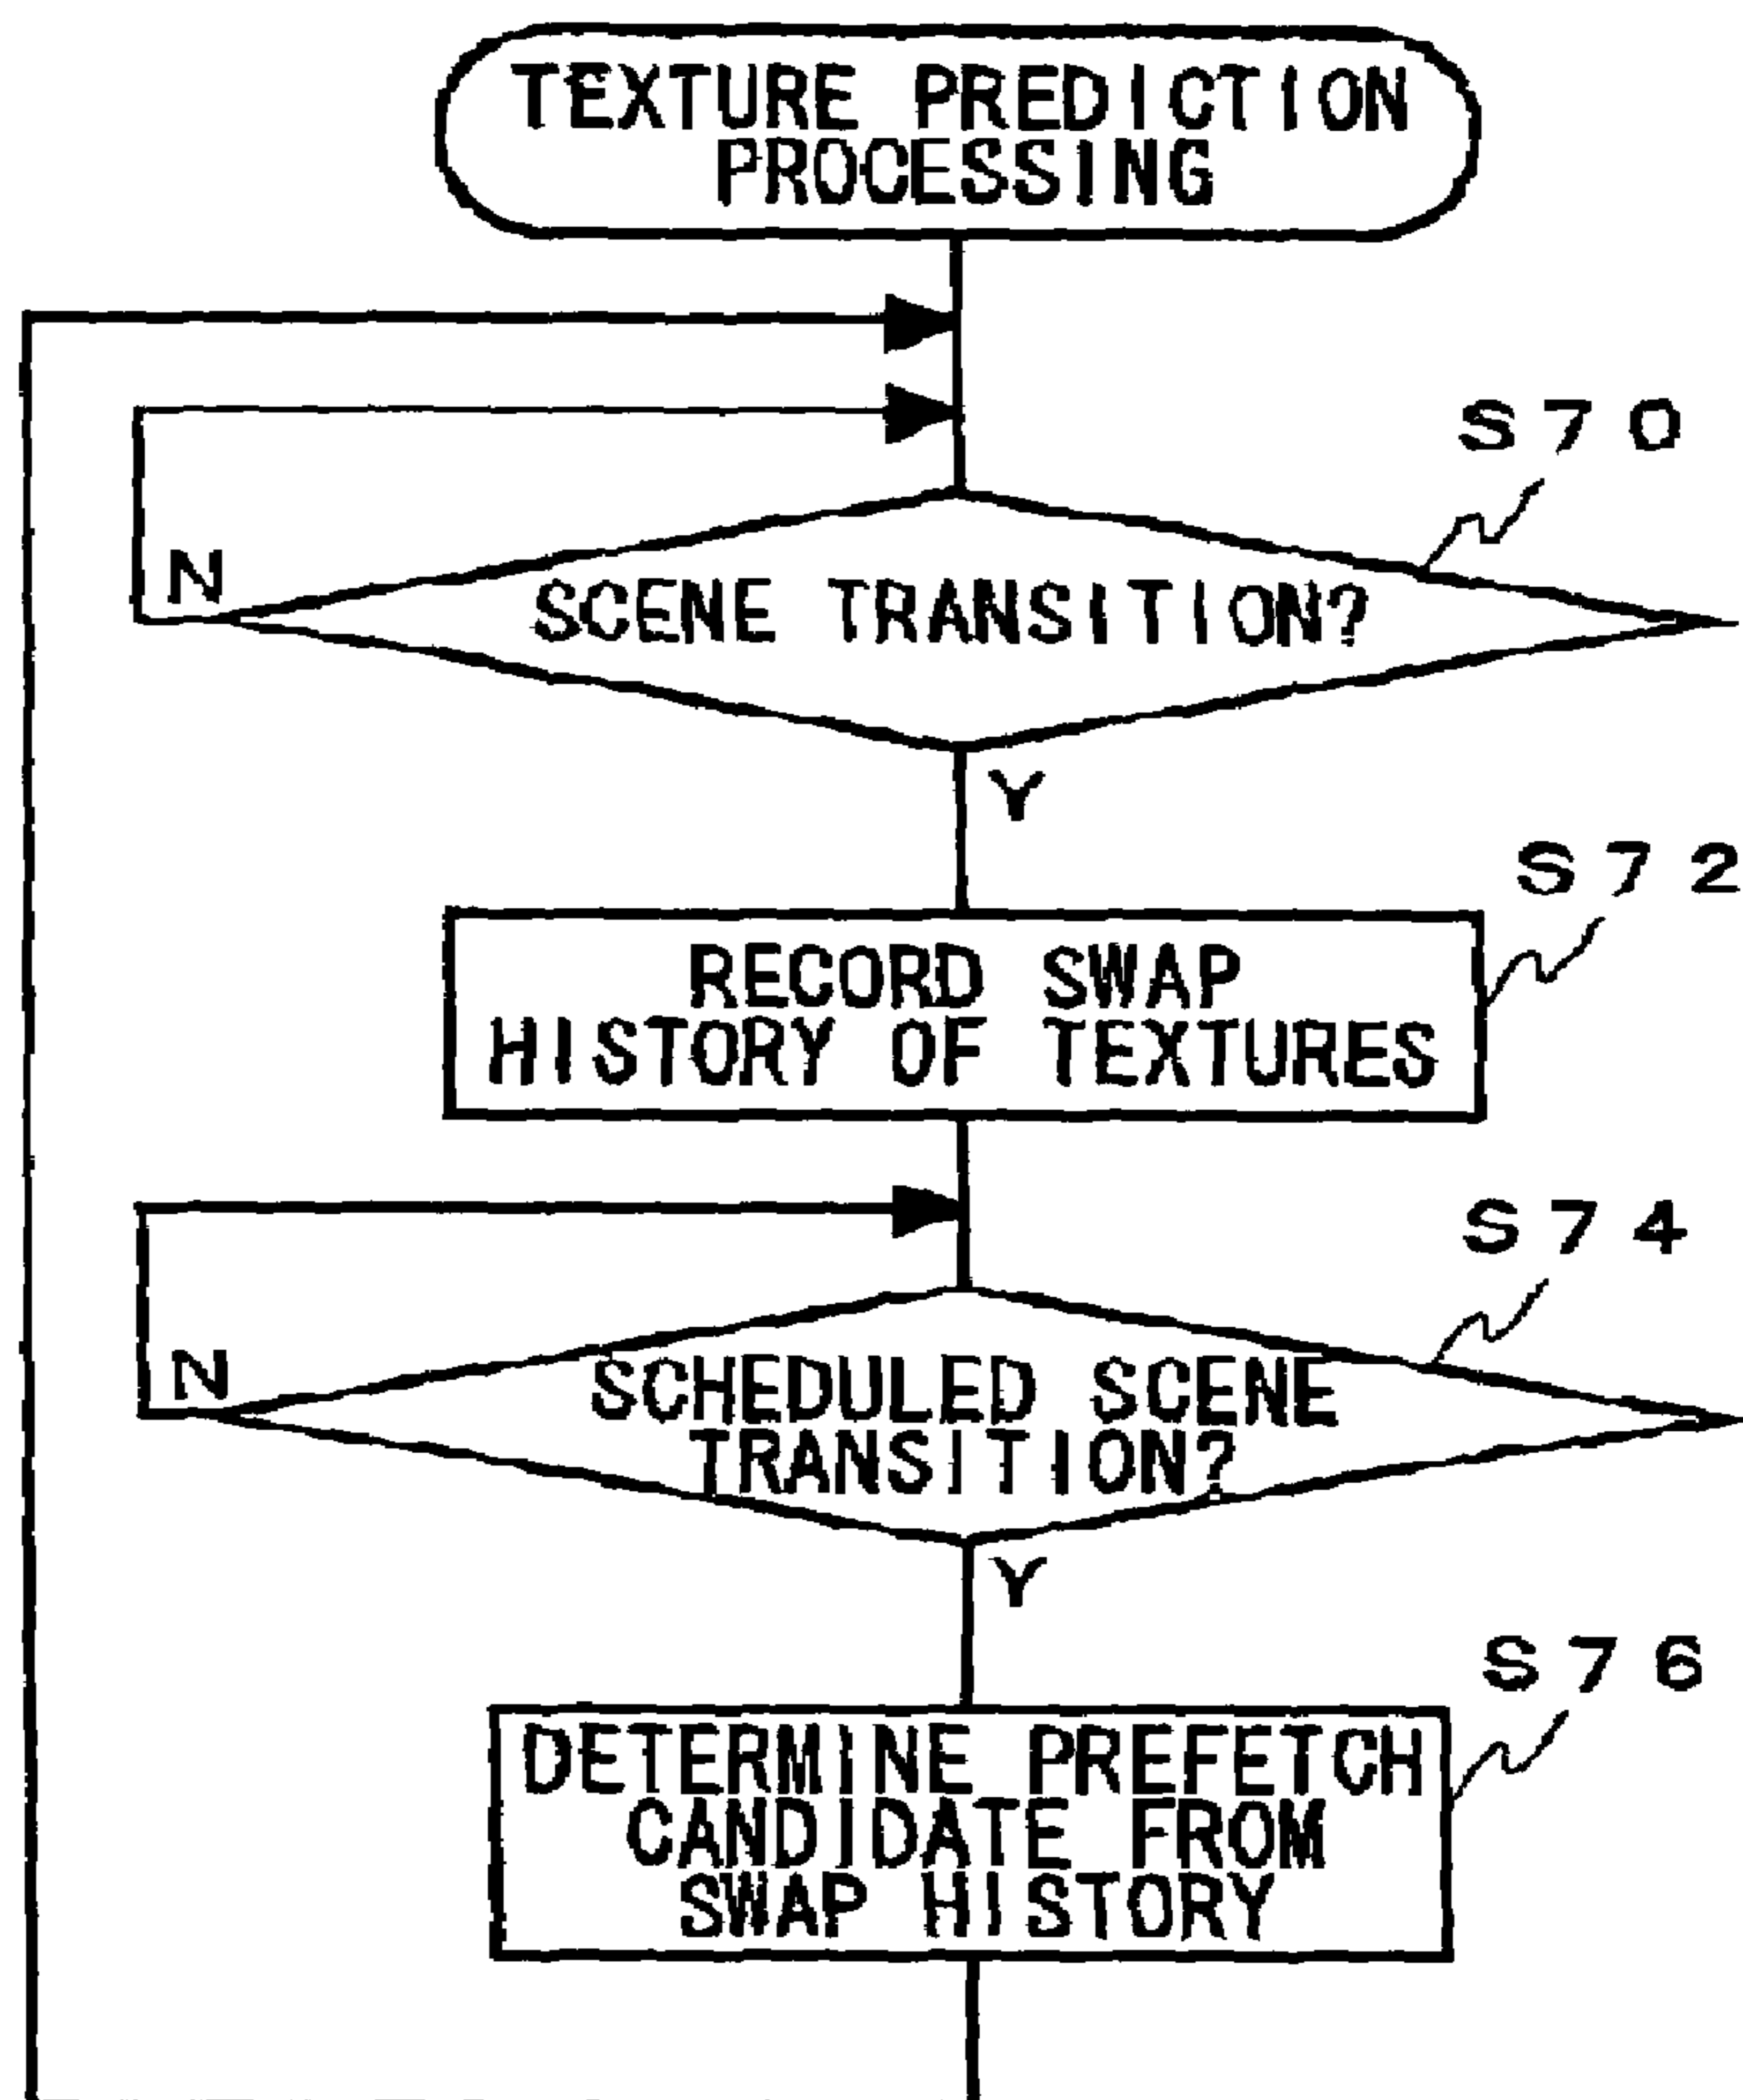 TEXTURE PREDICTION
PROCESSING
S70
N
SCENE TRANSITION?
Y
S72
RECORD SWAP
HISTORY OF TEXTURES
S74
N
SCHEDULED SCENE
TRANSITION?
Y
S76
DETERMINE PREFETCH
CANDIDATE FROM
SWAP HISTORY